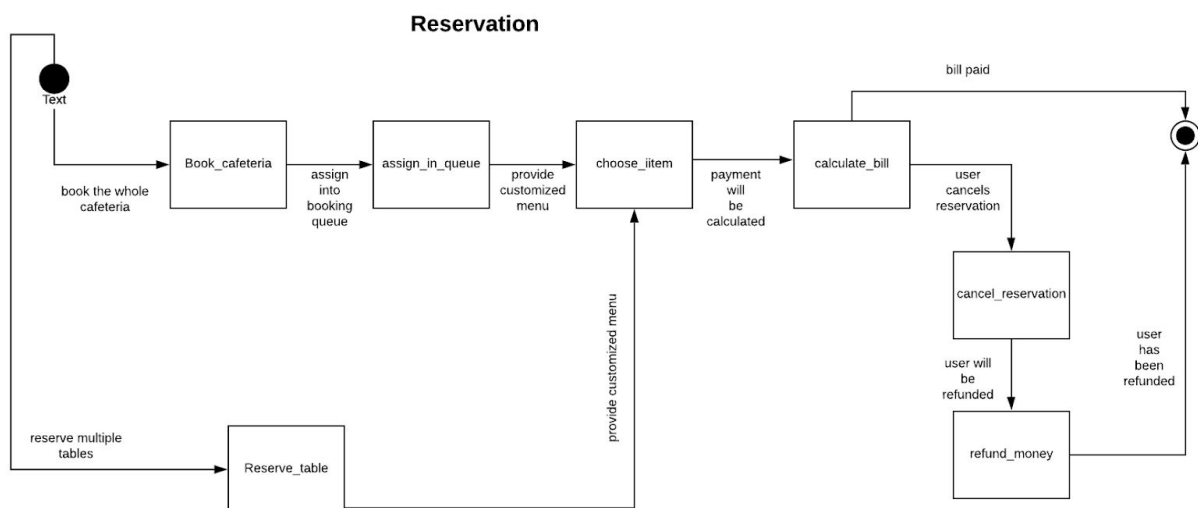 Reservation
bill paid
Text
Book_cafeteria
assign_in_queue
choose_iitem
calculate_bill
book the whole
cafeteria
assign
into
booking
queue
provide
customized
menu
payment
will
be
calculated
user
cancels
reservation
cancel_reservation
provide customized menu
user will
be
refunded
user
has
been
refunded
reserve multiple
tables
Reserve_table
refund_money